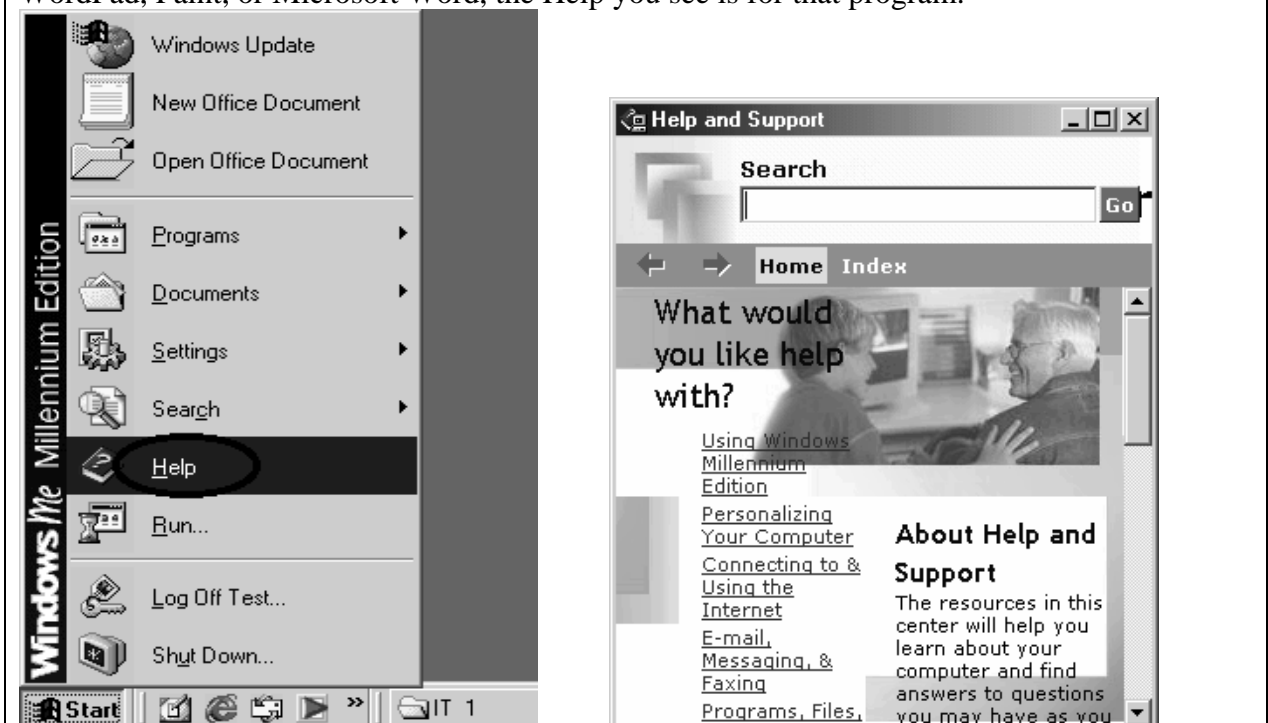 WordPad, Paint, or Microsoft Word, the Help you see is for that program.
Windows Update
New Office Document
Open Office Document
Programs
Documents
Settings
Search
Help
Run...
Log Off Test...
Shut Down...
Windows Me Millennium Edition
Start
»
IT 1
Help and Support
Search
Go
Home Index
What would
you like help
with?
Using Windows
Millennium
Edition
Personalizing
Your Computer
Connecting to &
Using the
Internet
E-mail,
Messaging, &
Faxing
Programs, Files,
About Help and
Support
The resources in this
center will help you
learn about your
computer and find
answers to questions
you may have as you